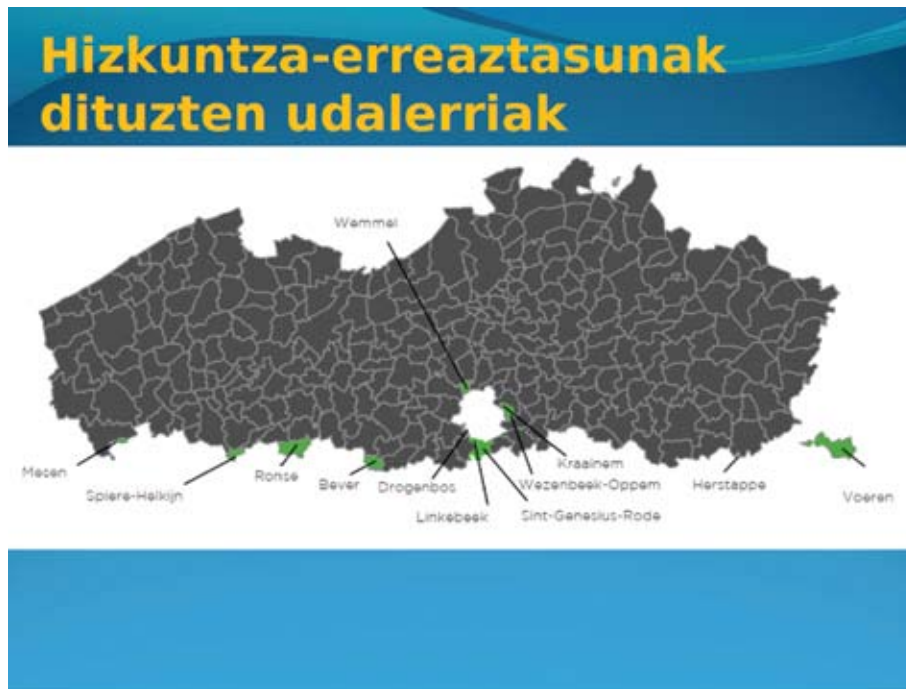 Hizkuntza-erreaztasunak
dituzten udalerriak
Wemmel
Mesen
Spiere-Helkijn
Ronse
Bever
Drogenbos
Linkebeek
Sint-Genesius-Rode
Wezenbeek-Oppem
Kraainem
Herstappe
Voeren